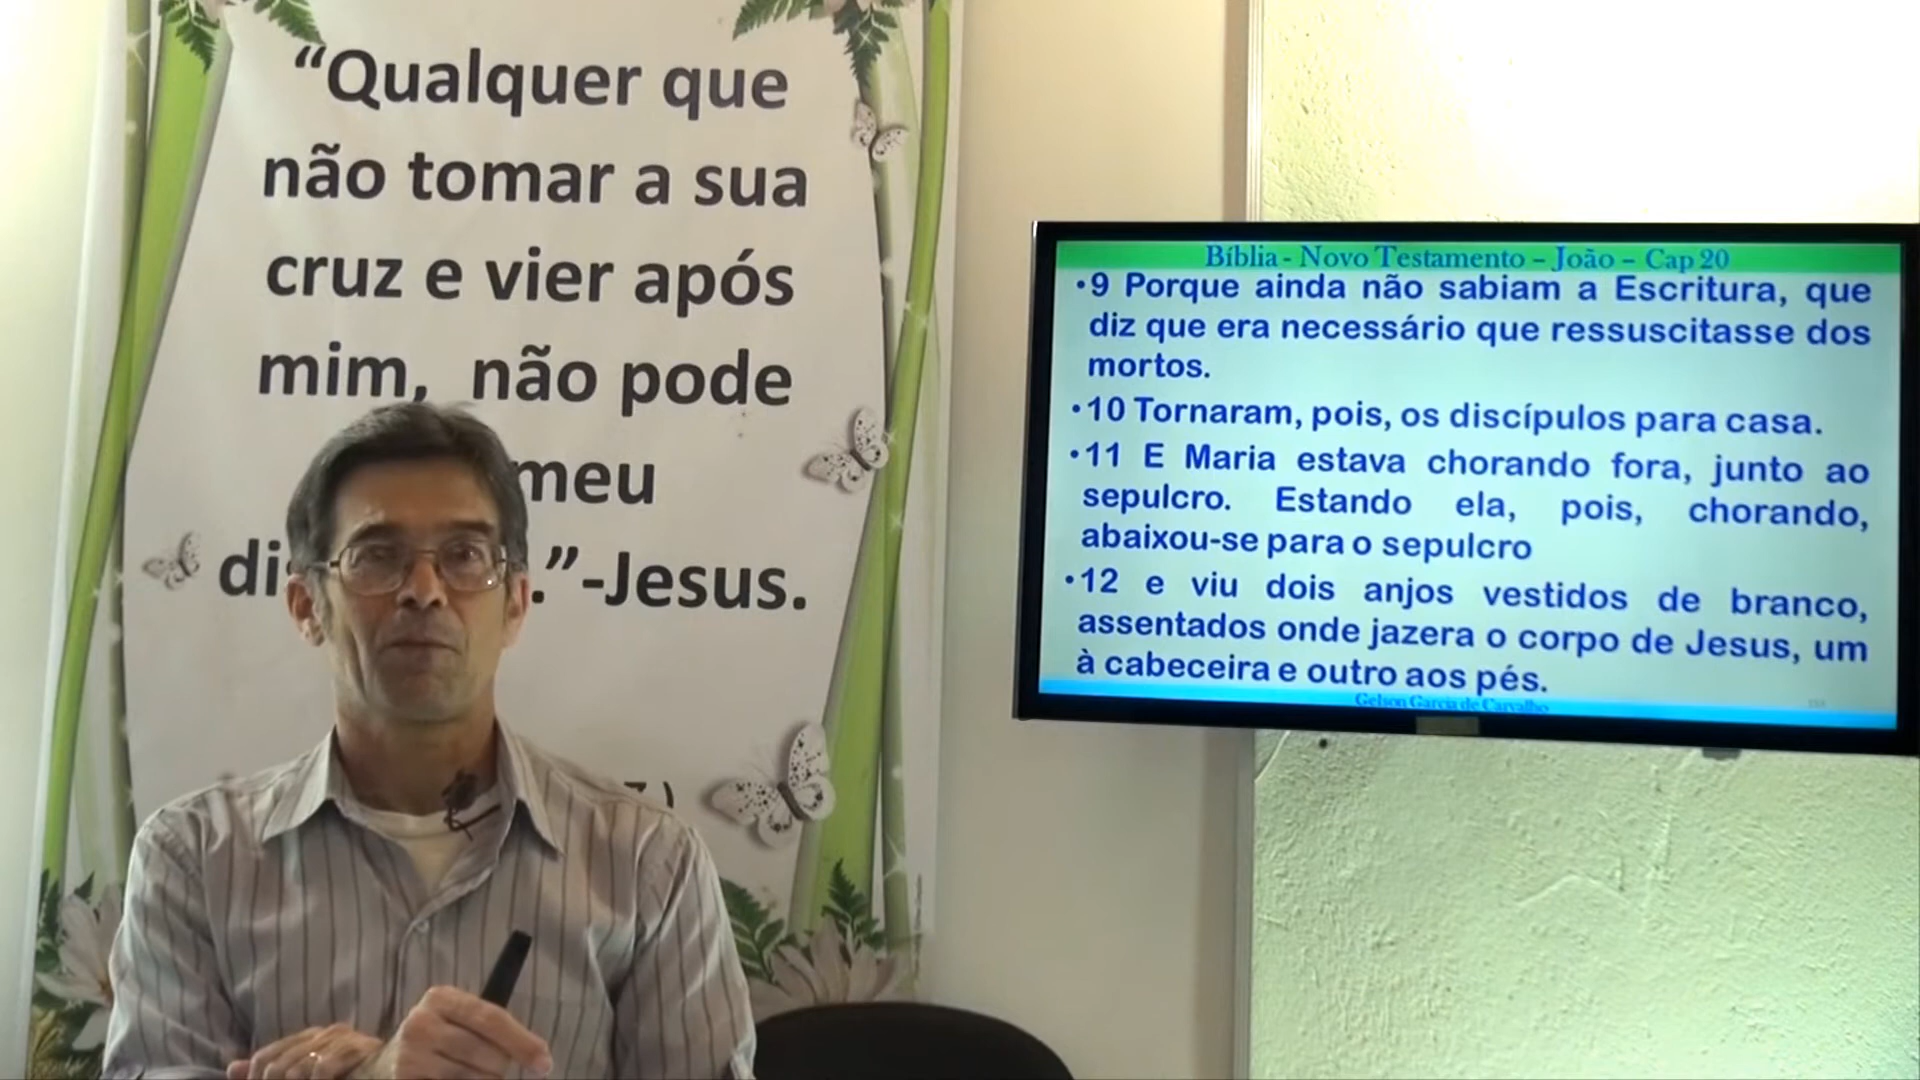 “Qualquer que
não tomar a sua
cruz e vier após
mim, não pode
meu
.”-Jesus.
Bíblia - Novo Testamento – João – Cap 20
•9 Porque ainda não sabiam a Escritura, que
diz que era necessário que ressuscitasse dos
mortos.
•10 Tornaram, pois, os discípulos para casa.
•11 E Maria estava chorando fora, junto ao
sepulcro. Estando ela, pois, chorando,
abaixou-se para o sepulcro
•12 e viu dois anjos vestidos de branco,
assentados onde jazera o corpo de Jesus, um
à cabeceira e outro aos pés.
Gelson Garcia de Carvalho